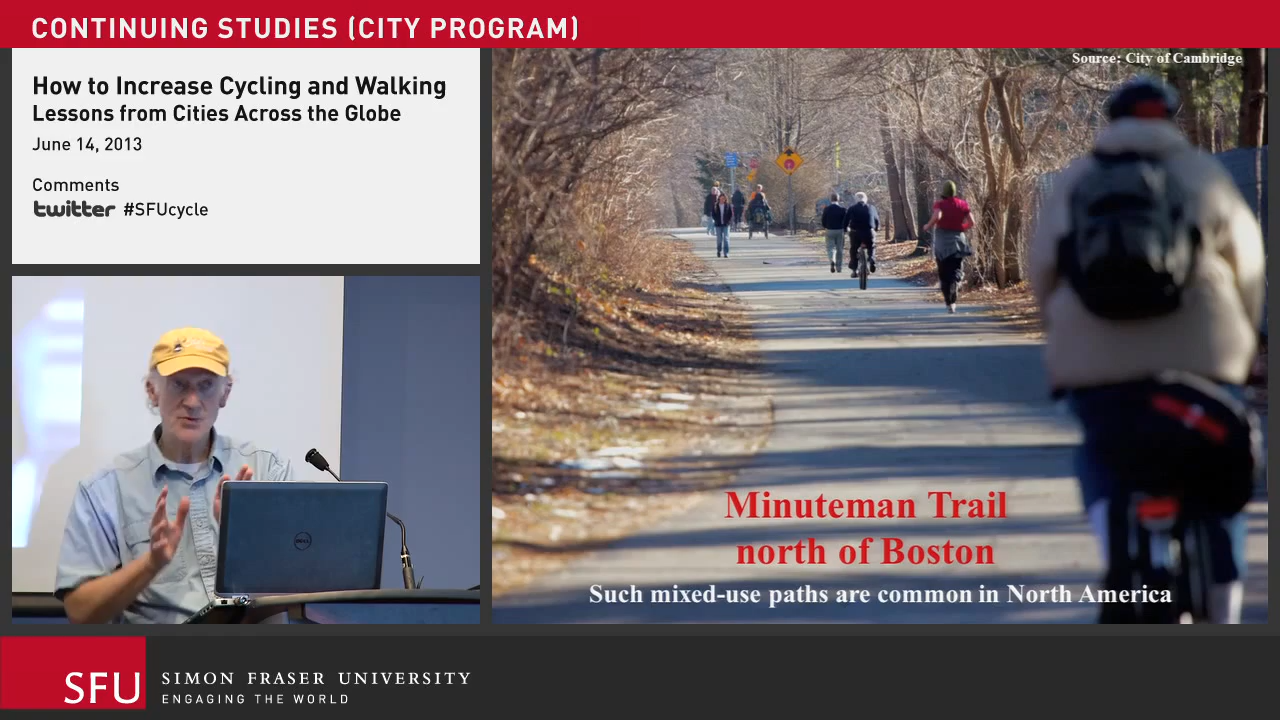 CONTINUING STUDIES (CITY PROGRAM)
How to Increase Cycling and Walking
Lessons from Cities Across the Globe
June 14, 2013
Comments
twitter #SFUcycle
Source: City of Cambridge
DELL
Minuteman Trail
north of Boston
Such mixed-use paths are common in North America
SFU
SIMON FRASER UNIVERSITY
ENGAGING THE WORLD